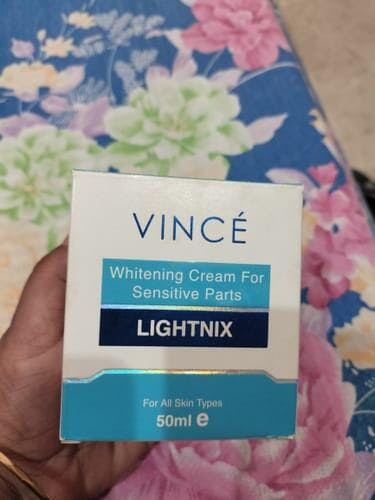 VINCÉ
Whitening Cream For
Sensitive Parts
LIGHTNIX
For All Skin Types
50ml e